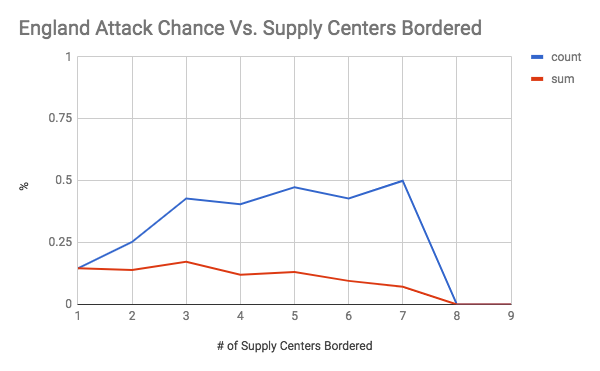 England Attack Chance Vs. Supply Centers Bordered
count
sum
1
0.75
0.5
0.25
0
%
1 2 3 4 5 6 7 8 9
# of Supply Centers Bordered